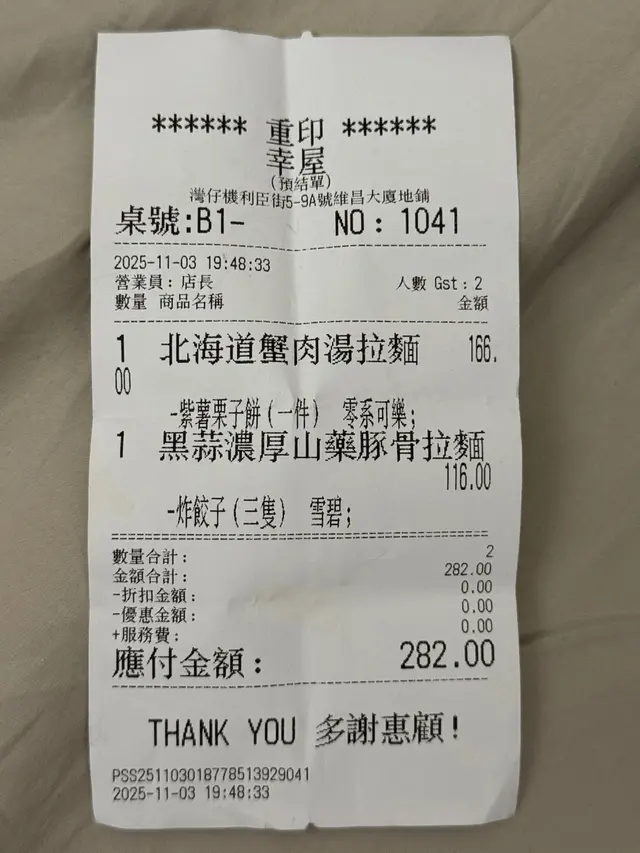 ****** 重印 ******
幸屋
(預結單)
灣仔機利臣街5-9A號維昌大廈地鋪
桌號:B1- NO: 1041
2025-11-03 19:48:33
營業員: 店長 人數 Gst: 2
數量 商品名稱 金額
1 北海道蟹肉湯拉麵 166.
00
-紫薯栗子餅(一件) 零系可樂;
1 黑蒜濃厚山藥豚骨拉麵
116.00
-炸餃子(三隻) 雪碧;
數量合計: 2
金額合計: 282.00
-折扣金額: 0.00
-優惠金額: 0.00
+服務費: 0.00
應付金額: 282.00
THANK YOU 多謝惠顧!
PSS251103018778513929041
2025-11-03 19:48:33